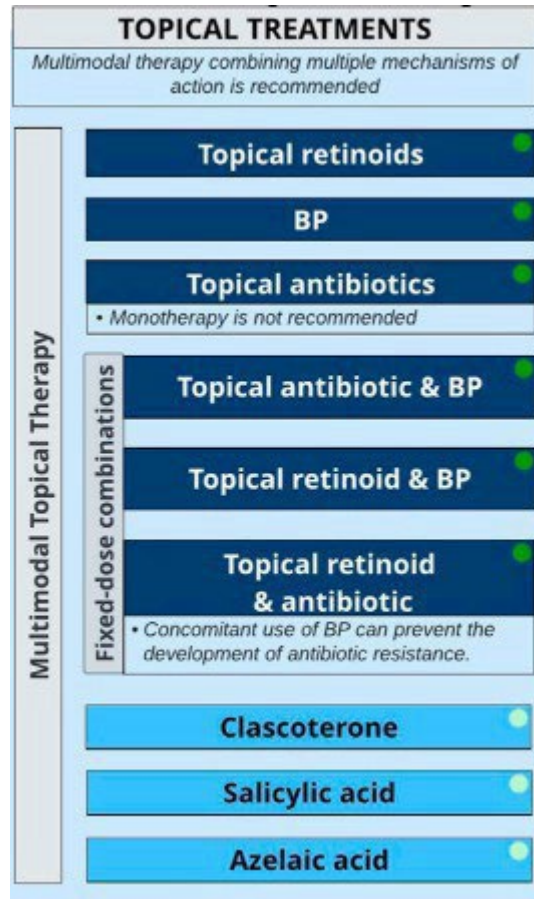 TOPICAL TREATMENTS
Multimodal therapy combining multiple mechanisms of
action is recommended
Multimodal Topical Therapy
Topical retinoids
BP
Topical antibiotics
• Monotherapy is not recommended
Fixed-dose combinations
Topical antibiotic & BP
Topical retinoid & BP
Topical retinoid
& antibiotic
• Concomitant use of BP can prevent the
development of antibiotic resistance.
Clascoterone
Salicylic acid
Azelaic acid